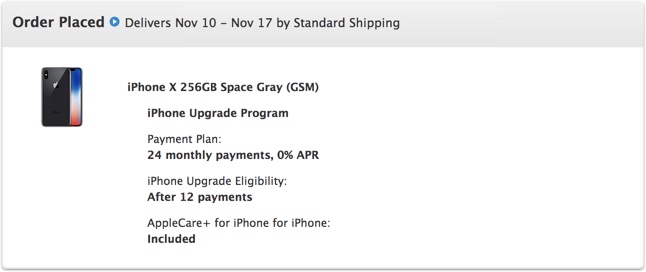 Order Placed Delivers Nov 10 – Nov 17 by Standard Shipping
iPhone X 256GB Space Gray (GSM)
iPhone Upgrade Program
Payment Plan:
24 monthly payments, 0% APR
iPhone Upgrade Eligibility:
After 12 payments
AppleCare+ for iPhone for iPhone:
Included